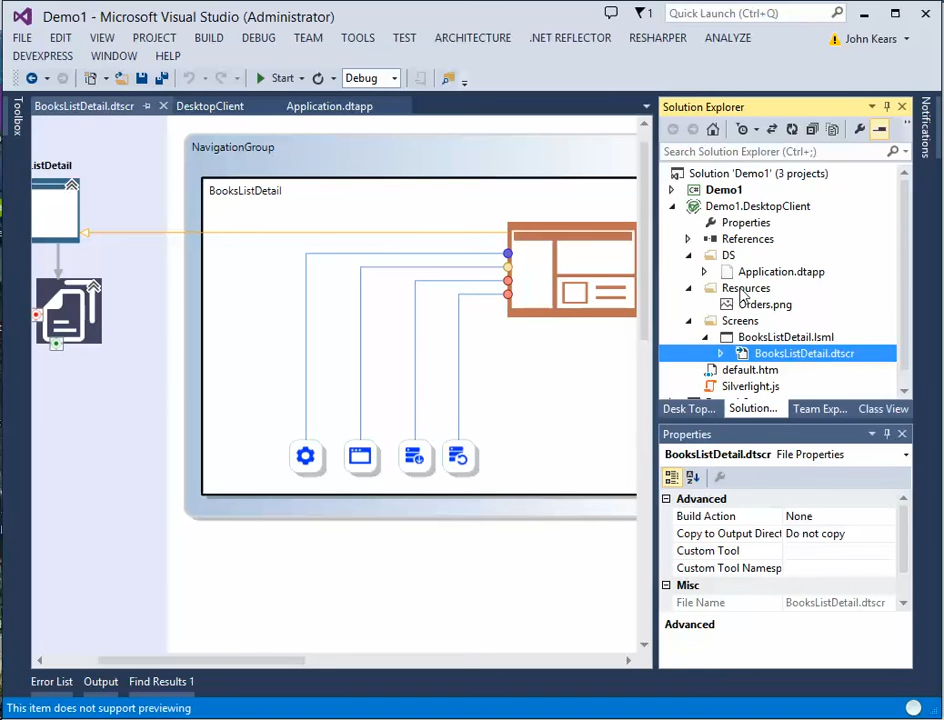 Demo1 - Microsoft Visual Studio (Administrator)
1
Quick Launch (Ctrl+Q)
FILE EDIT VIEW PROJECT BUILD DEBUG TEAM TOOLS TEST ARCHITECTURE .NET REFLECTOR RESHARPER ANALYZE
John Kears
DEVEXPRESS WINDOW HELP
Start Debug
Toolbox
BooksListDetail.dtscr DesktopClient Application.dtapp
istDetail
NavigationGroup
BooksListDetail
Solution Explorer
Search Solution Explorer (Ctrl+;)
Solution 'Demo1' (3 projects)
C# Demo1
Demo1.DesktopClient
Properties
References
DS
Application.dtapp
Resources
Orders.png
Screens
BooksListDetail.lsml
BooksListDetail.dtscr
default.htm
Silverlight.js
Desk Top... Solution... Team Exp... Class View
Properties
BooksListDetail.dtscr File Properties
Advanced
Build Action None
Copy to Output Direct Do not copy
Custom Tool
Custom Tool Namesp
Misc
File Name BooksListDetail.dtscr
Advanced
Notifications
Error List Output Find Results 1
This item does not support previewing